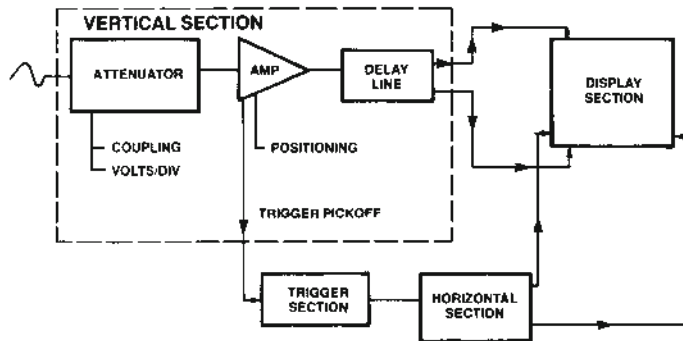 VERTICAL SECTION
ATTENUATOR
AMP
DELAY
LINE
DISPLAY
SECTION
COUPLING
VOLTS/DIV
POSITIONING
TRIGGER PICKOFF
TRIGGER
SECTION
HORIZONTAL
SECTION